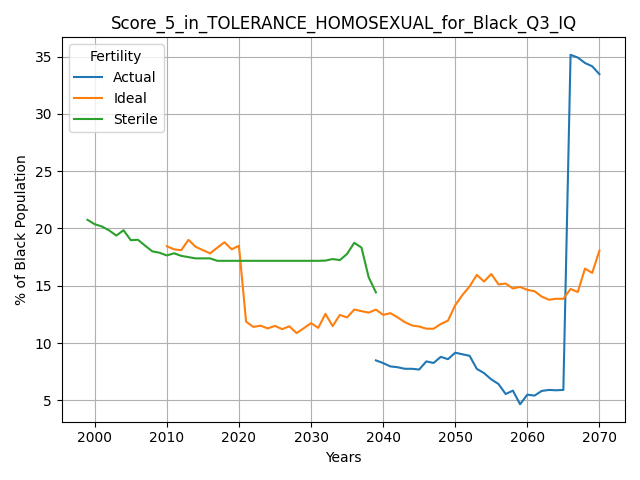 Score_5_in_TOLERANCE_HOMOSEXUAL_for_Black_Q3_IQ
Fertility
Actual
Ideal
Sterile
% of Black Population
35
30
25
20
15
10
5
2000 2010 2020 2030 2040 2050 2060 2070
Years